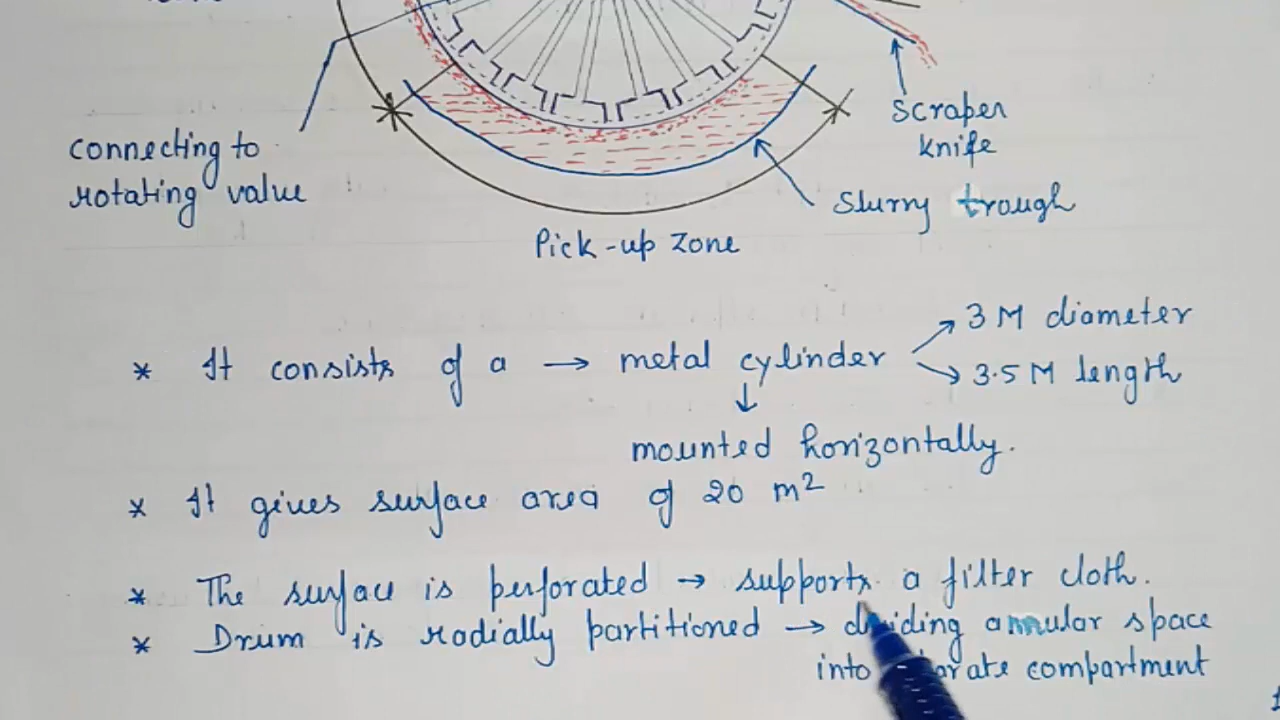 scraper
knife
connecting to
rotating value
Slurry trough
Pick-up zone
3 M diameter
* It consists of a → metal cylinder
3.5 M length
↓
mounted horizontally.
* It gives surface area of 20 m²
* The surface is perforated → supports a filter cloth.
* Drum is radially partitioned → dividing annular space
into compartment